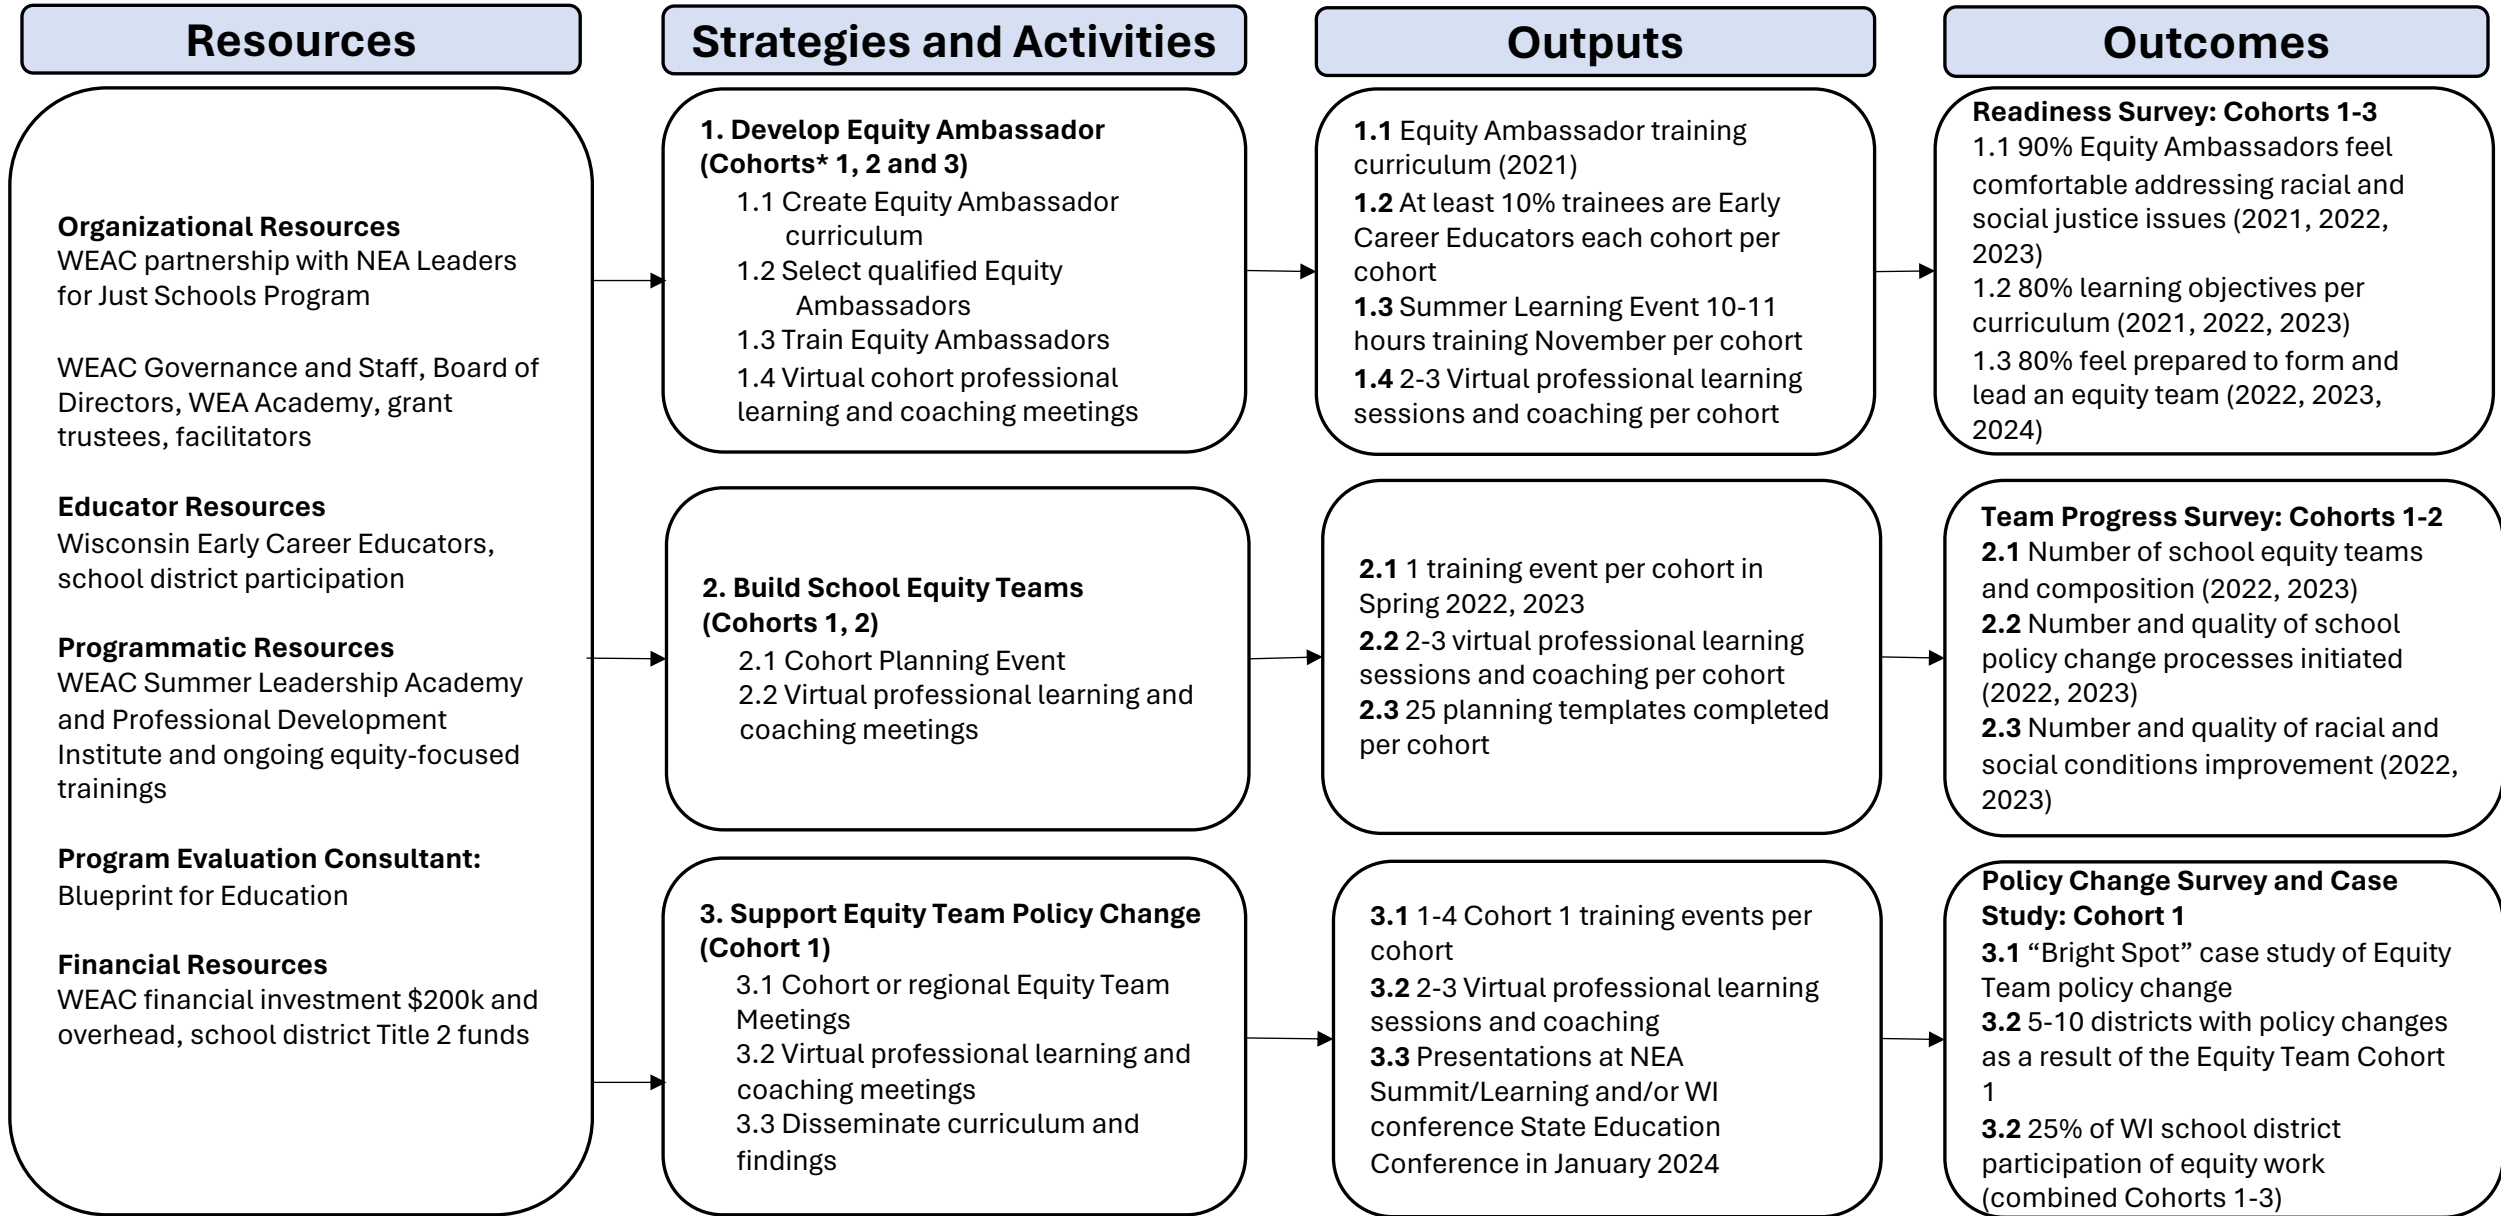 Resources
Strategies and Activities
Outputs
Outcomes
Organizational Resources
WEAC partnership with NEA Leaders
for Just Schools Program
WEAC Governance and Staff, Board of
Directors, WEA Academy, grant
trustees, facilitators
Educator Resources
Wisconsin Early Career Educators,
school district participation
Programmatic Resources
WEAC Summer Leadership Academy
and Professional Development
Institute and ongoing equity-focused
trainings
Program Evaluation Consultant:
Blueprint for Education
Financial Resources
WEAC financial investment $200k and
overhead, school district Title 2 funds
1. Develop Equity Ambassador
(Cohorts* 1, 2 and 3)
1.1 Create Equity Ambassador
curriculum
1.2 Select qualified Equity
Ambassadors
1.3 Train Equity Ambassadors
1.4 Virtual cohort professional
learning and coaching meetings
1.1 Equity Ambassador training
curriculum (2021)
1.2 At least 10% trainees are Early
Career Educators each cohort per
cohort
1.3 Summer Learning Event 10-11
hours training November per cohort
1.4 2-3 Virtual professional learning
sessions and coaching per cohort
Readiness Survey: Cohorts 1-3
1.1 90% Equity Ambassadors feel
comfortable addressing racial and
social justice issues (2021, 2022,
2023)
1.2 80% learning objectives per
curriculum (2021, 2022, 2023)
1.3 80% feel prepared to form and
lead an equity team (2022, 2023,
2024)
2. Build School Equity Teams
(Cohorts 1, 2)
2.1 Cohort Planning Event
2.2 Virtual professional learning and
coaching meetings
2.1 1 training event per cohort in
Spring 2022, 2023
2.2 2-3 virtual professional learning
sessions and coaching per cohort
2.3 25 planning templates completed
per cohort
Team Progress Survey: Cohorts 1-2
2.1 Number of school equity teams
and composition (2022, 2023)
2.2 Number and quality of school
policy change processes initiated
(2022, 2023)
2.3 Number and quality of racial and
social conditions improvement (2022,
2023)
3. Support Equity Team Policy Change
(Cohort 1)
3.1 Cohort or regional Equity Team
Meetings
3.2 Virtual professional learning and
coaching meetings
3.3 Disseminate curriculum and
findings
3.1 1-4 Cohort 1 training events per
cohort
3.2 2-3 Virtual professional learning
sessions and coaching
3.3 Presentations at NEA
Summit/Learning and/or WI
conference State Education
Conference in January 2024
Policy Change Survey and Case
Study: Cohort 1
3.1 “Bright Spot” case study of Equity
Team policy change
3.2 5-10 districts with policy changes
as a result of the Equity Team Cohort
1
3.2 25% of WI school district
participation of equity work
(combined Cohorts 1-3)